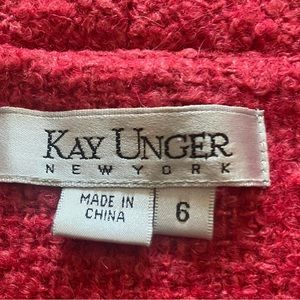 KAY UNGER
NEW YORK
MADE IN
CHINA
6